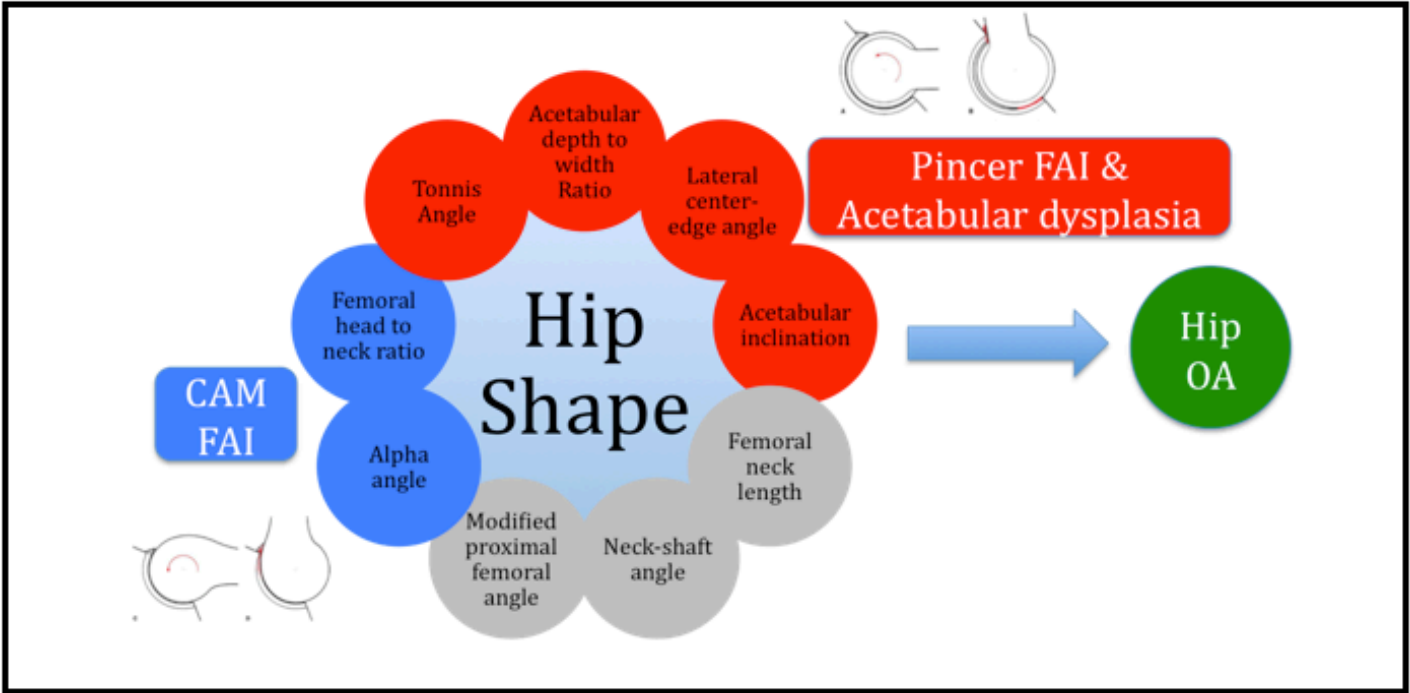 Pincer FAI &
Acetabular dysplasia
Acetabular
depth to
width
Ratio
Tonnis
Angle
Lateral
center-
edge angle
Femoral
head to
neck ratio
Hip
Shape
Acetabular
inclination
Hip
OA
CAM
FAI
Alpha
angle
Femoral
neck
length
Modified
proximal
femoral
angle
Neck-shaft
angle